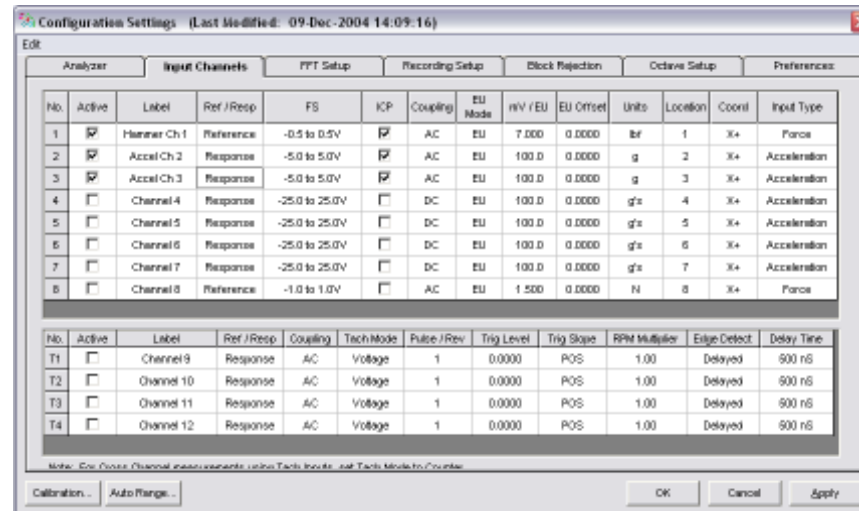 Configuration Settings (Last Modified: 09-Dec-2004 14:09:16)
Edit
Analyzer Input Channels FFT Setup Recording Setup Block Rejection Octave Setup Preferences
No. Active Label Ref / Resp FS ICP Coupling EU Mode mV / EU EU Offset Units Location Coord Input Type
1 Hammer Ch 1 Reference -0.5 to 0.5V AC EU 7.000 0.0000 lbf 1 X+ Force
2 Accel Ch 2 Response -5.0 to 5.0V AC EU 100.0 0.0000 g 2 X+ Acceleration
3 Accel Ch 3 Response -5.0 to 5.0V AC EU 100.0 0.0000 g 3 X+ Acceleration
4 Channel 4 Response -25.0 to 25.0V DC EU 100.0 0.0000 g's 4 X+ Acceleration
5 Channel 5 Response -25.0 to 25.0V DC EU 100.0 0.0000 g's 5 X+ Acceleration
6 Channel 6 Response -25.0 to 25.0V DC EU 100.0 0.0000 g's 6 X+ Acceleration
7 Channel 7 Response -25.0 to 25.0V DC EU 100.0 0.0000 g's 7 X+ Acceleration
8 Channel 8 Reference -1.0 to 1.0V AC EU 1.500 0.0000 N 8 X+ Force
No. Active Label Ref / Resp Coupling Tach Mode Pulse / Rev Trig Level Trig Slope RPM Multiplier Edge Detect Delay Time
T1 Channel 9 Response AC Voltage 1 0.0000 POS 1.00 Delayed 500 nS
T2 Channel 10 Response AC Voltage 1 0.0000 POS 1.00 Delayed 500 nS
T3 Channel 11 Response AC Voltage 1 0.0000 POS 1.00 Delayed 500 nS
T4 Channel 12 Response AC Voltage 1 0.0000 POS 1.00 Delayed 500 nS
Note: For Cross Channel measurements using Tach Inputs, set Tach Mode to Counter
Calibration... Auto Range... OK Cancel Apply